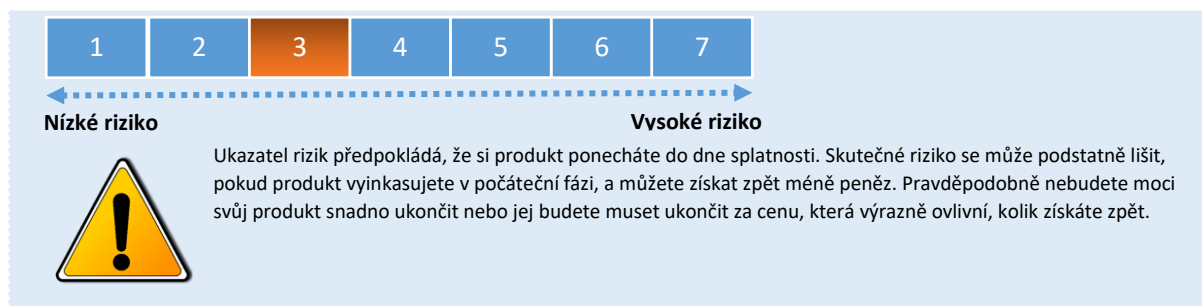 1 2 3 4 5 6 7
Nízké riziko Vysoké riziko
Ukazatel rizik předpokládá, že si produkt ponecháte do dne splatnosti. Skutečné riziko se může podstatně lišit,
pokud produkt vyinkasujete v počáteční fázi, a můžete získat zpět méně peněz. Pravděpodobně nebudete moci
svůj produkt snadno ukončit nebo jej budete muset ukončit za cenu, která výrazně ovlivní, kolik získáte zpět.